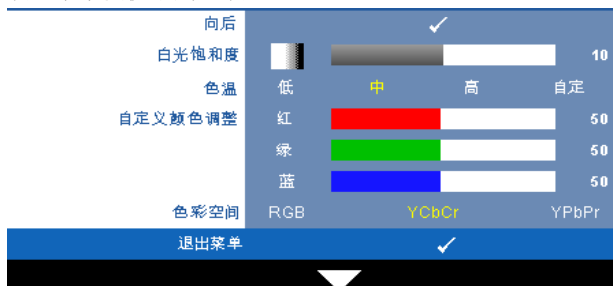 向后 ✓
白光饱和度 10
色温 低 中 高 自定
自定义颜色调整 红 50
绿 50
蓝 50
色彩空间 RGB YCbCr YPbPr
退出菜单 ✓